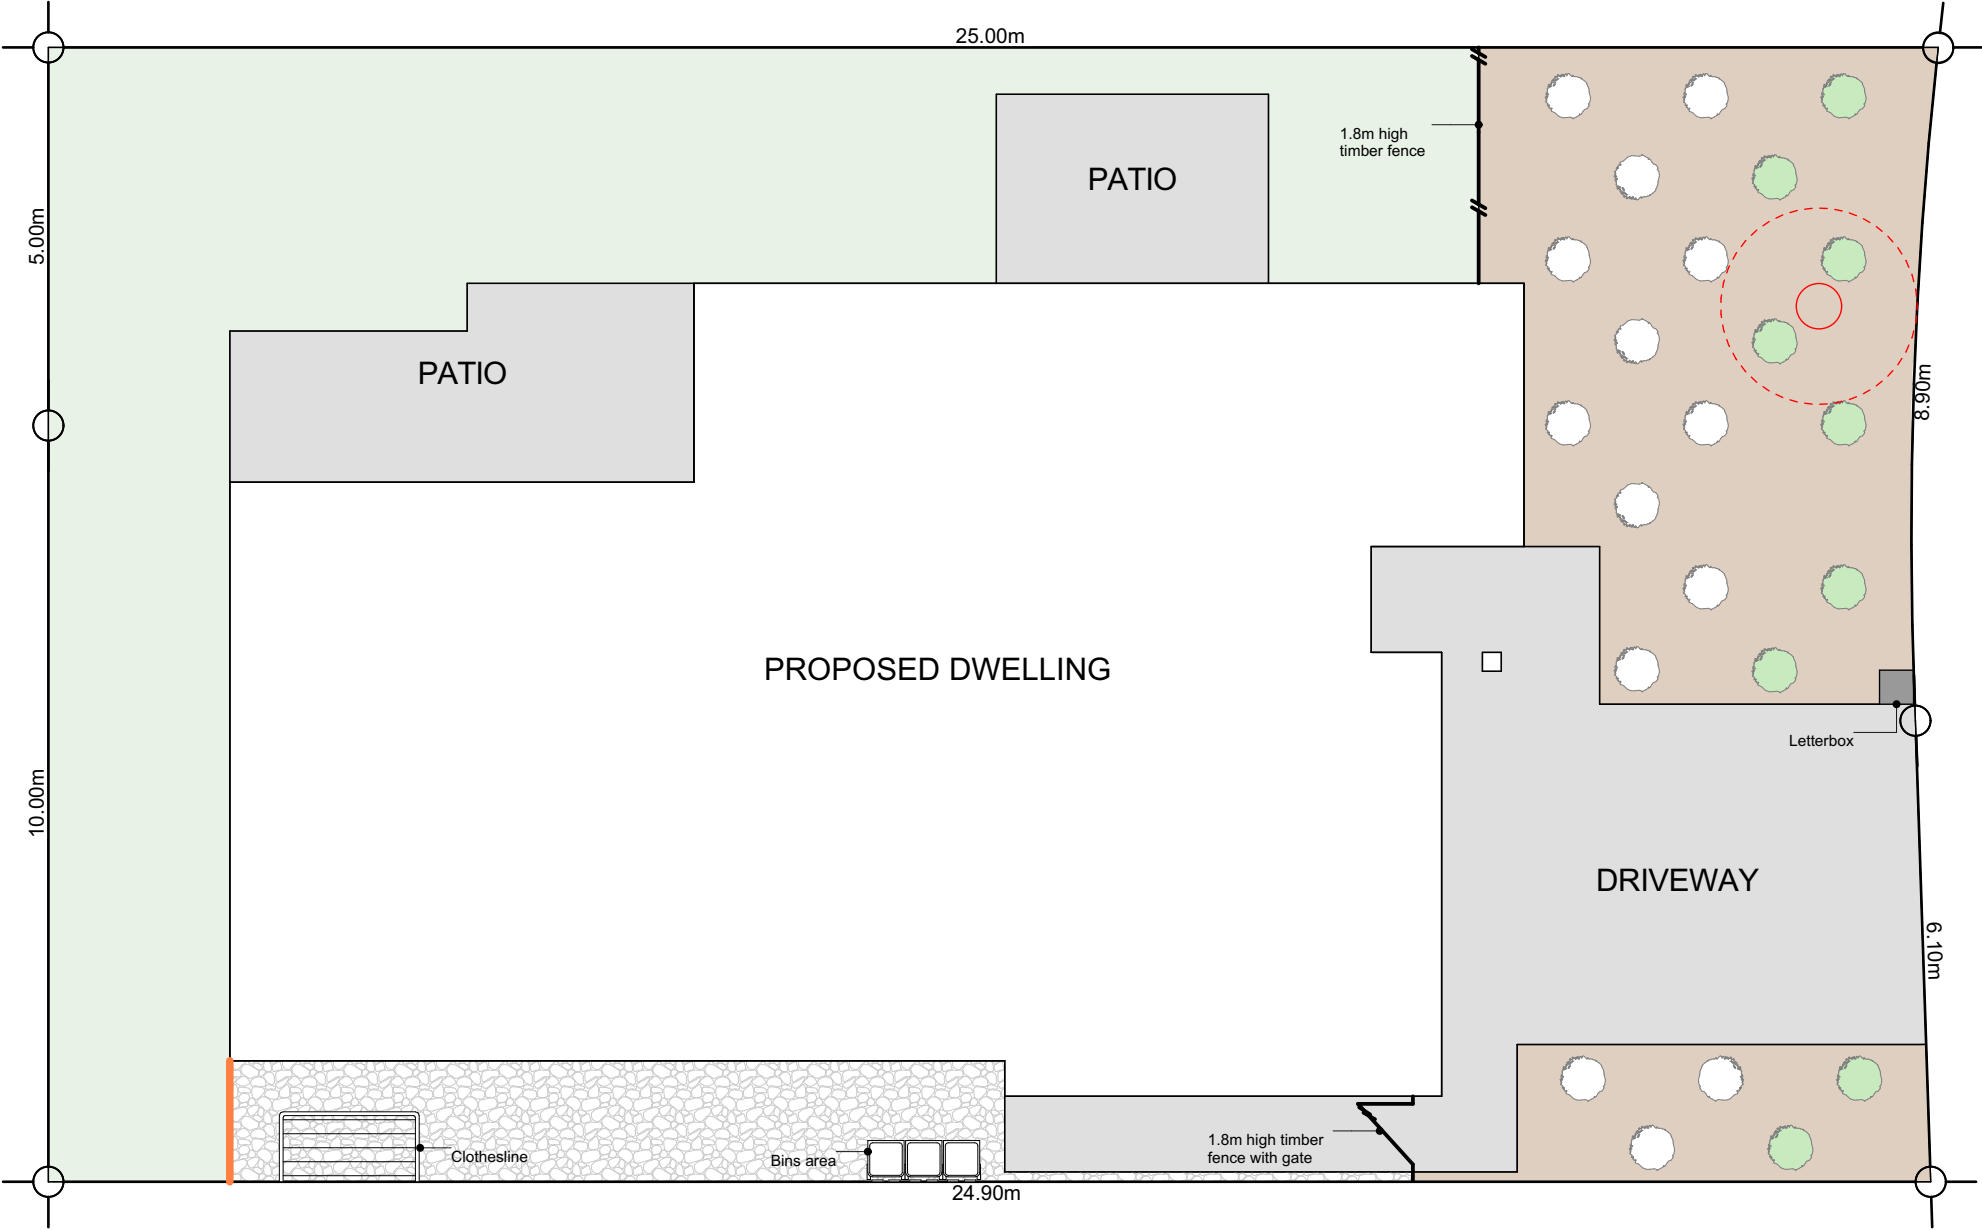 25.00m
1.8m high
timber fence
PATIO
5.00m
PATIO
8.90m
PROPOSED DWELLING
Letterbox
10.00m
DRIVEWAY
6.10m
1.8m high timber
fence with gate
Clothesline
Bins area
24.90m